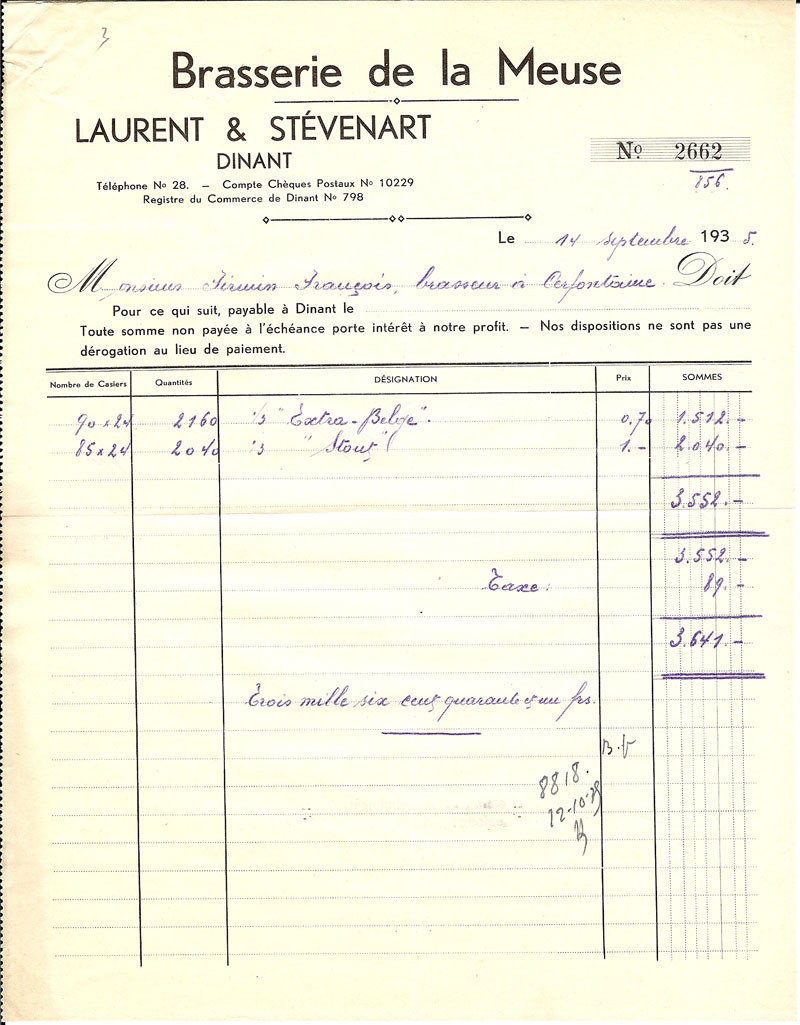 3
Brasserie de la Meuse
LAURENT & STÉVENART
DINANT
Téléphone No 28. — Compte Chèques Postaux No 10229
Registre du Commerce de Dinant No 798
No 2662
856.
Le 14 septembre 1935.
Monsieur Firmin François, brasseur à Cerfontaine. Doit
Pour ce qui suit, payable à Dinant le
Toute somme non payée à l'échéance porte intérêt à notre profit. — Nos dispositions ne sont pas une
dérogation au lieu de paiement.
Nombre de Casiers Quantités DÉSIGNATION Prix SOMMES
90 x 24 2160 1/3 "Extra-Belge". 0,70 1.512.-
85 x 24 2040 1/3 "Stout" 1.- 2.040.-
3.552.-
3.552.-
Taxe: 89.-
3.641.-
Trois mille six cent quarante et un frs.
8818.
12-10-35